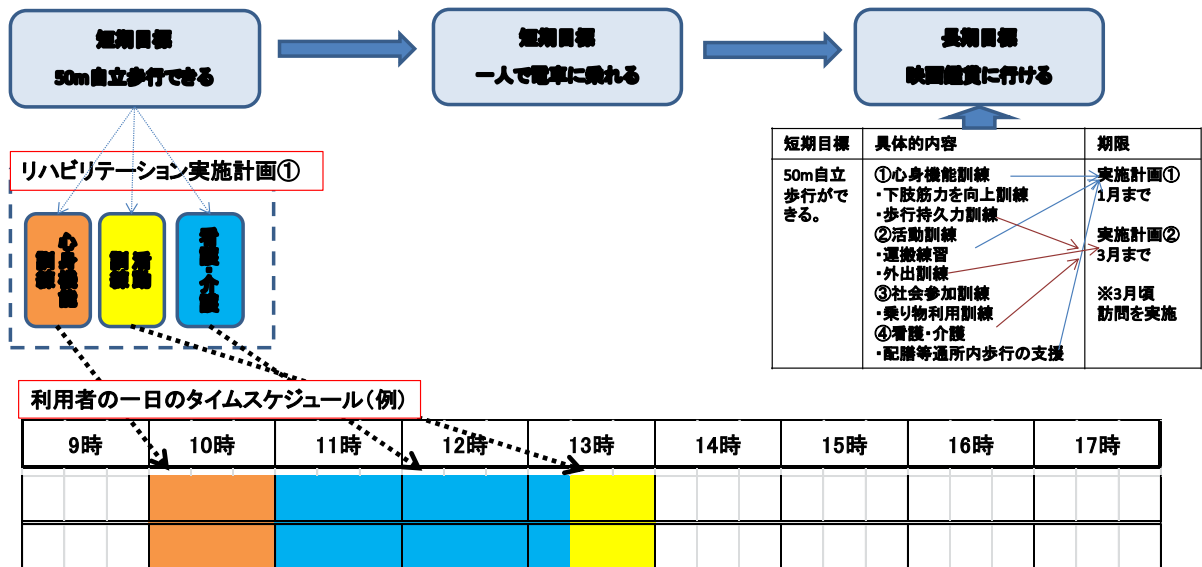 短期目標
50m自立歩行できる
短期目標
一人で電車に乗れる
長期目標
映画鑑賞に行ける
リハビリテーション実施計画①
心身機能
訓練
活動
訓練
看護・介護
短期目標
具体的内容
期限
50m自立
歩行がで
きる。
①心身機能訓練
・下肢筋力を向上訓練
・歩行持久力訓練
②活動訓練
・運搬練習
・外出訓練
③社会参加訓練
・乗り物利用訓練
④看護・介護
・配膳等通所内歩行の支援
実施計画①
1月まで
実施計画②
3月まで
※3月頃
訪問を実施
利用者の一日のタイムスケジュール(例)
9時 10時 11時 12時 13時 14時 15時 16時 17時